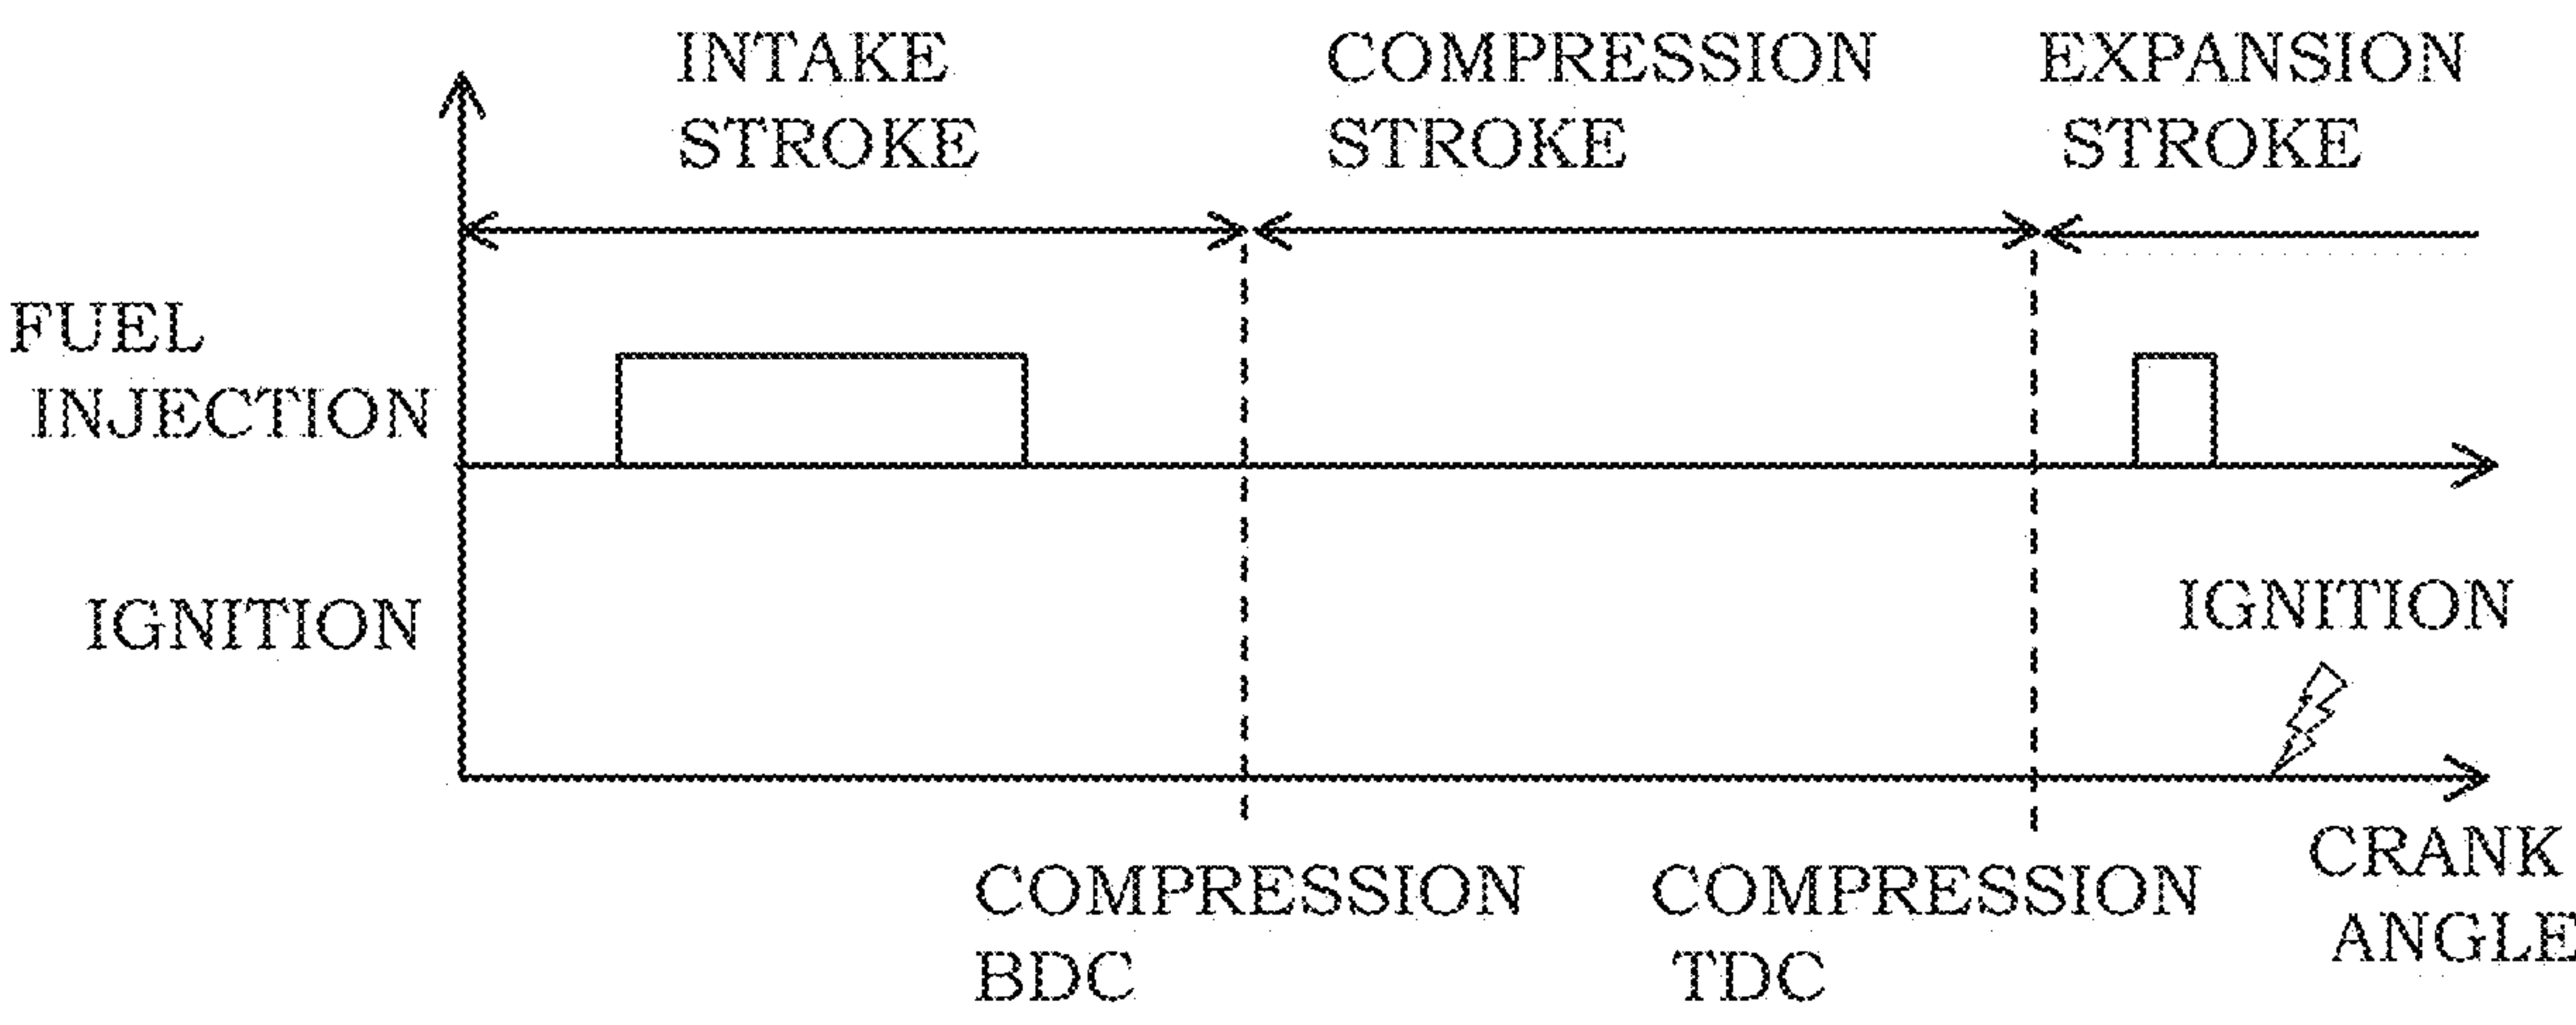 INTAKE
STROKE
COMPRESSION
STROKE
EXPANSION
STROKE
FUEL
INJECTION
IGNITION
IGNITION
COMPRESSION
BDC
COMPRESSION
TDC
CRANK
ANGLE